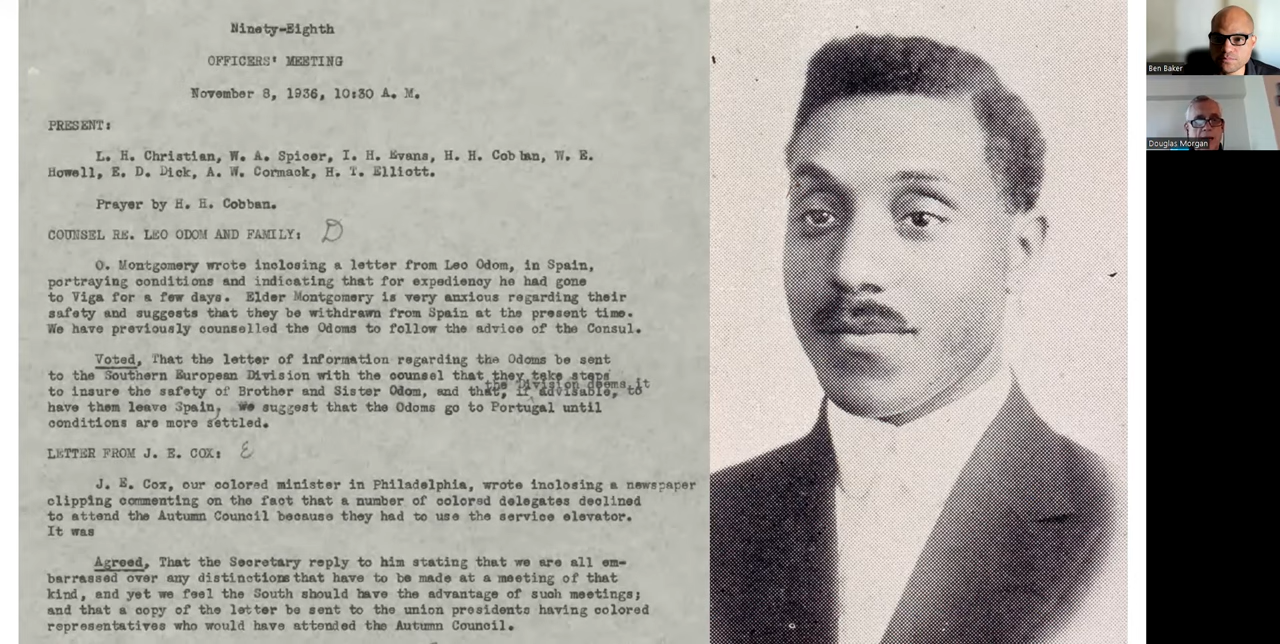 Ninety-Eighth
OFFICERS' MEETING
November 8, 1936, 10:30 A. M.
PRESENT:
L. H. Christian, W. A. Spicer, I. H. Evans, H. H. Cobban, W. E.
Howell, E. D. Dick, A. W. Cormack, H. T. Elliott.
Prayer by H. H. Cobban.
COUNSEL RE. LEO ODOM AND FAMILY: D
O. Montgomery wrote inclosing a letter from Leo Odom, in Spain,
portraying conditions and indicating that for expediency he had gone
to Viga for a few days. Elder Montgomery is very anxious regarding their
safety and suggests that they be withdrawn from Spain at the present time.
We have previously counselled the Odoms to follow the advice of the Consul.
Voted, That the letter of information regarding the Odoms be sent
to the Southern European Division with the counsel that they take steps
the Division deems it
to insure the safety of Brother and Sister Odom, and that, if advisable, to
have them leave Spain, We suggest that the Odoms go to Portugal until
conditions are more settled.
LETTER FROM J. E. COX: E
J. E. Cox, our colored minister in Philadelphia, wrote inclosing a newspaper
clipping commenting on the fact that a number of colored delegates declined
to attend the Autumn Council because they had to use the service elevator.
It was
Agreed, That the Secretary reply to him stating that we are all em-
barrassed over any distinctions that have to be made at a meeting of that
kind, and yet we feel the South should have the advantage of such meetings;
and that a copy of the letter be sent to the union presidents having colored
representatives who would have attended the Autumn Council.
Ben Baker
Douglas Morgan